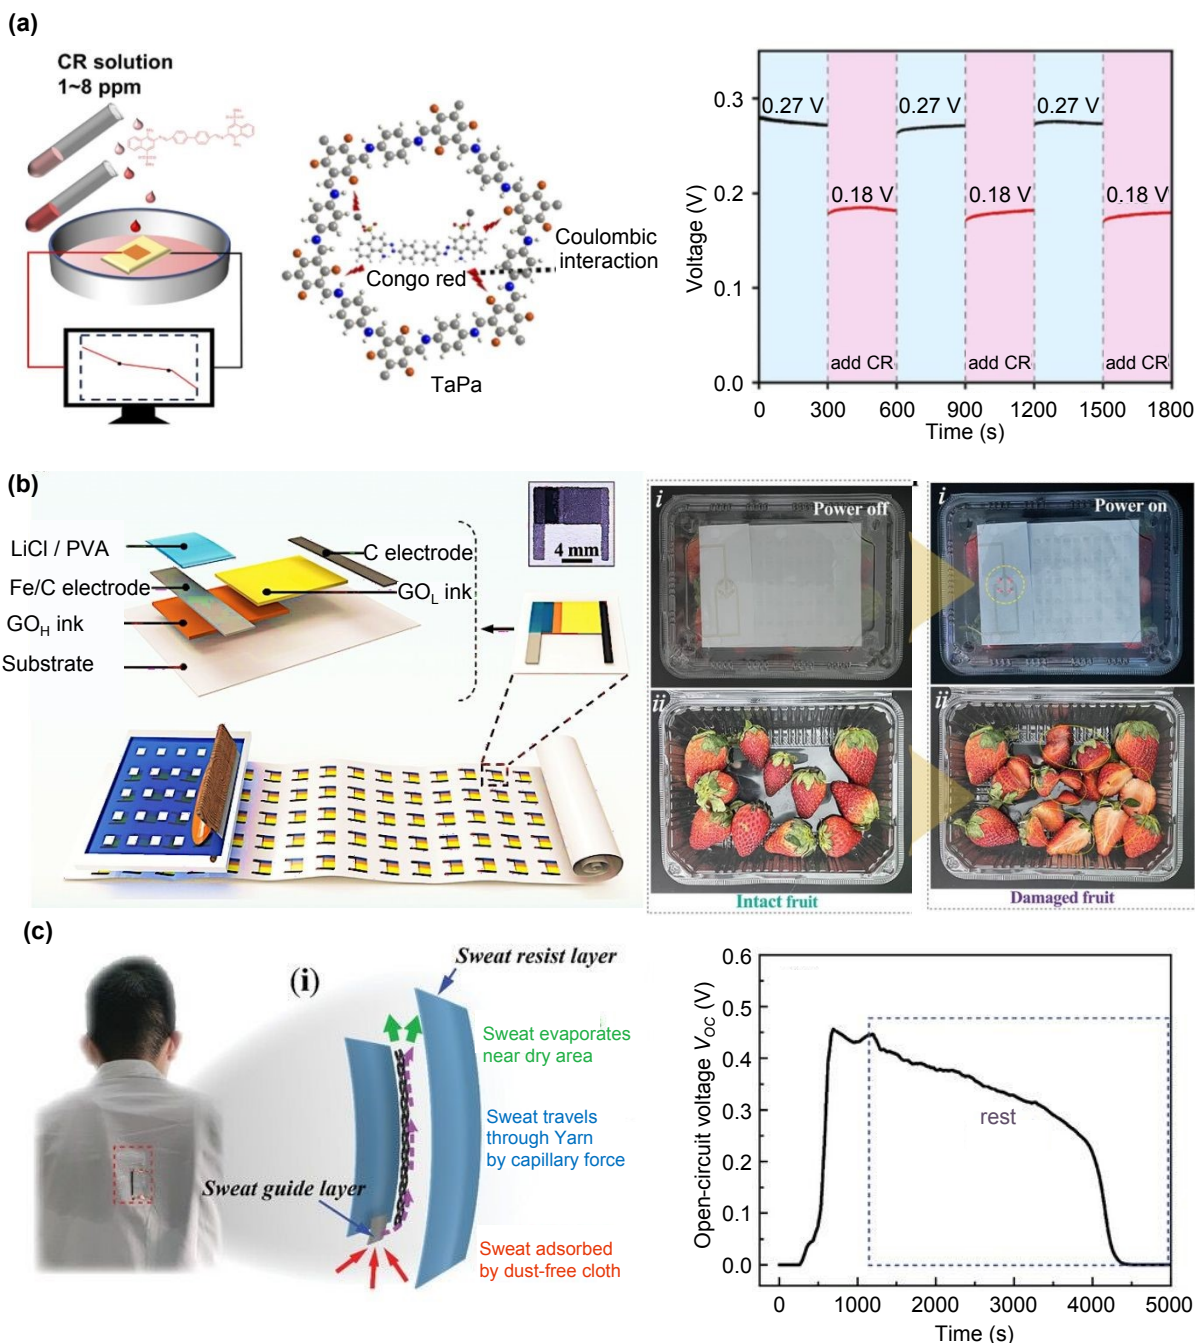 (a)
CR solution
1~8 ppm
Congo red
Coulombic
interaction
TaPa
Voltage (V)
0.3
0.2
0.1
0.0
0.27 V
0.27 V
0.27 V
0.18 V
0.18 V
0.18 V
add CR
add CR
add CR
0
300
600
900
1200
1500
1800
Time (s)
(b)
LiCl / PVA
Fe/C electrode
GO_H ink
Substrate
C electrode
GO_L ink
4 mm
i
Power off
i
Power on
ii
Intact fruit
ii
Damaged fruit
(c)
(i)
Sweat resist layer
Sweat evaporates
near dry area
Sweat travels
through Yarn
by capillary force
Sweat guide layer
Sweat adsorbed
by dust-free cloth
Open-circuit voltage V_OC (V)
0.6
0.5
0.4
0.3
0.2
0.1
0.0
rest
0
1000
2000
3000
4000
5000
Time (s)